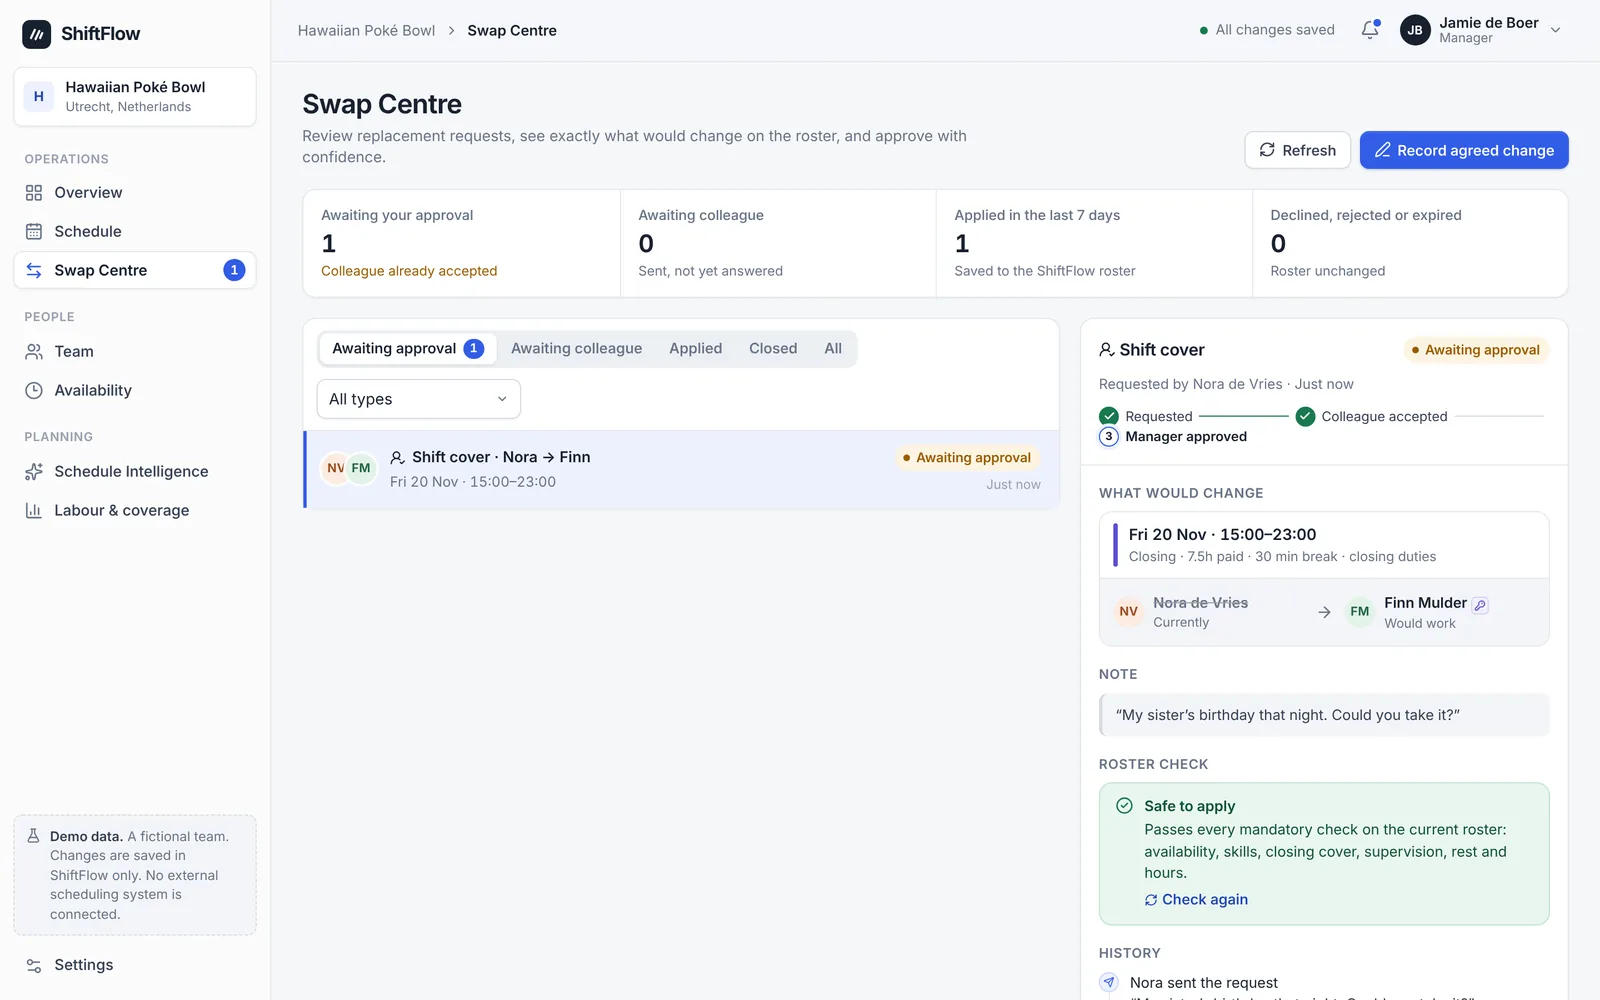 ShiftFlow
H
Hawaiian Poké Bowl
Utrecht, Netherlands
OPERATIONS
Overview
Schedule
Swap Centre
1
PEOPLE
Team
Availability
PLANNING
Schedule Intelligence
Labour & coverage
Demo data. A fictional team.
Changes are saved in
ShiftFlow only. No external
scheduling system is
connected.
Settings
Hawaiian Poké Bowl > Swap Centre
All changes saved
JB
Jamie de Boer
Manager
Swap Centre
Review replacement requests, see exactly what would change on the roster, and approve with
confidence.
Refresh
Record agreed change
Awaiting your approval
1
Colleague already accepted
Awaiting colleague
0
Sent, not yet answered
Applied in the last 7 days
1
Saved to the ShiftFlow roster
Declined, rejected or expired
0
Roster unchanged
Awaiting approval 1
Awaiting colleague
Applied
Closed
All
All types
NV
FM
Shift cover · Nora → Finn
Fri 20 Nov · 15:00–23:00
Awaiting approval
Just now
Shift cover
Awaiting approval
Requested by Nora de Vries · Just now
Requested
Colleague accepted
3 Manager approved
WHAT WOULD CHANGE
Fri 20 Nov · 15:00–23:00
Closing · 7.5h paid · 30 min break · closing duties
NV
Nora de Vries
Currently
→
FM
Finn Mulder
Would work
NOTE
“My sister’s birthday that night. Could you take it?”
ROSTER CHECK
Safe to apply
Passes every mandatory check on the current roster:
availability, skills, closing cover, supervision, rest and
hours.
Check again
HISTORY
Nora sent the request